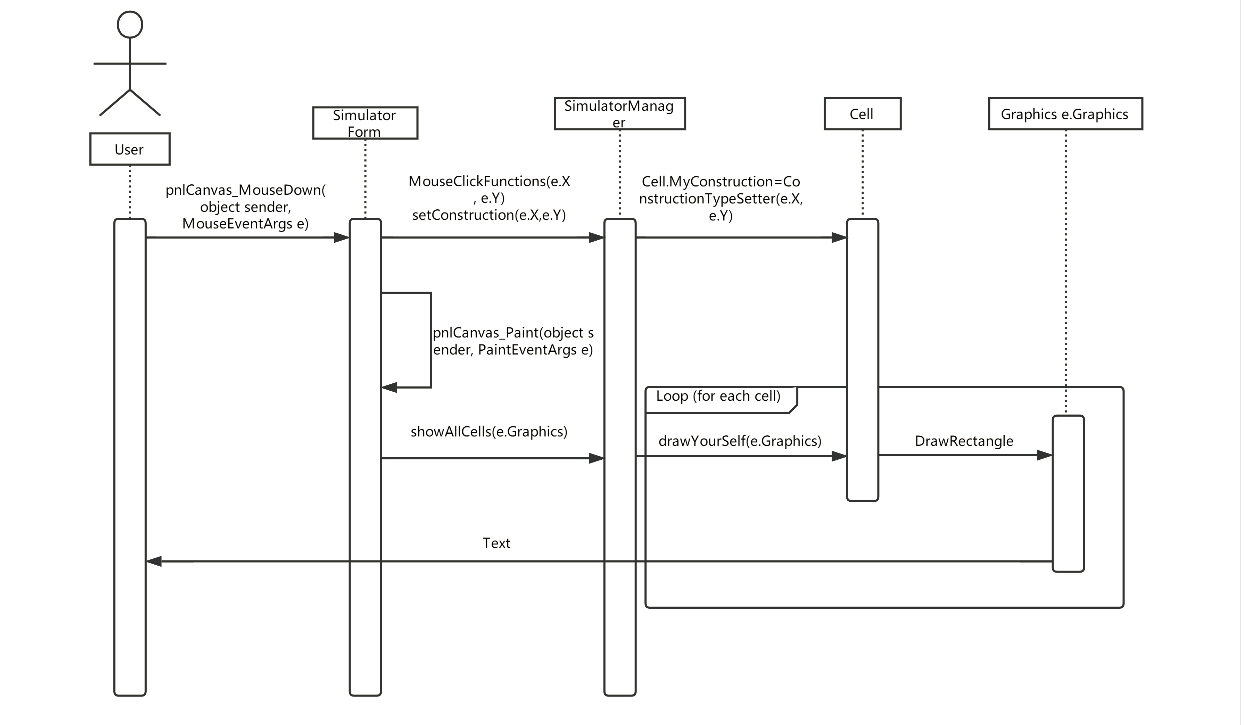 User
Simulator
Form
SimulatorManag
er
Cell
Graphics e.Graphics
pnlCanvas_MouseDown(
object sender,
MouseEventArgs e)
MouseClickFunctions(e.X
, e.Y)
setConstruction(e.X,e.Y)
Cell.MyConstruction=Co
nstructionTypeSetter(e.X,
e.Y)
pnlCanvas_Paint(object s
ender, PaintEventArgs e)
Loop (for each cell)
showAllCells(e.Graphics)
drawYourSelf(e.Graphics)
DrawRectangle
Text